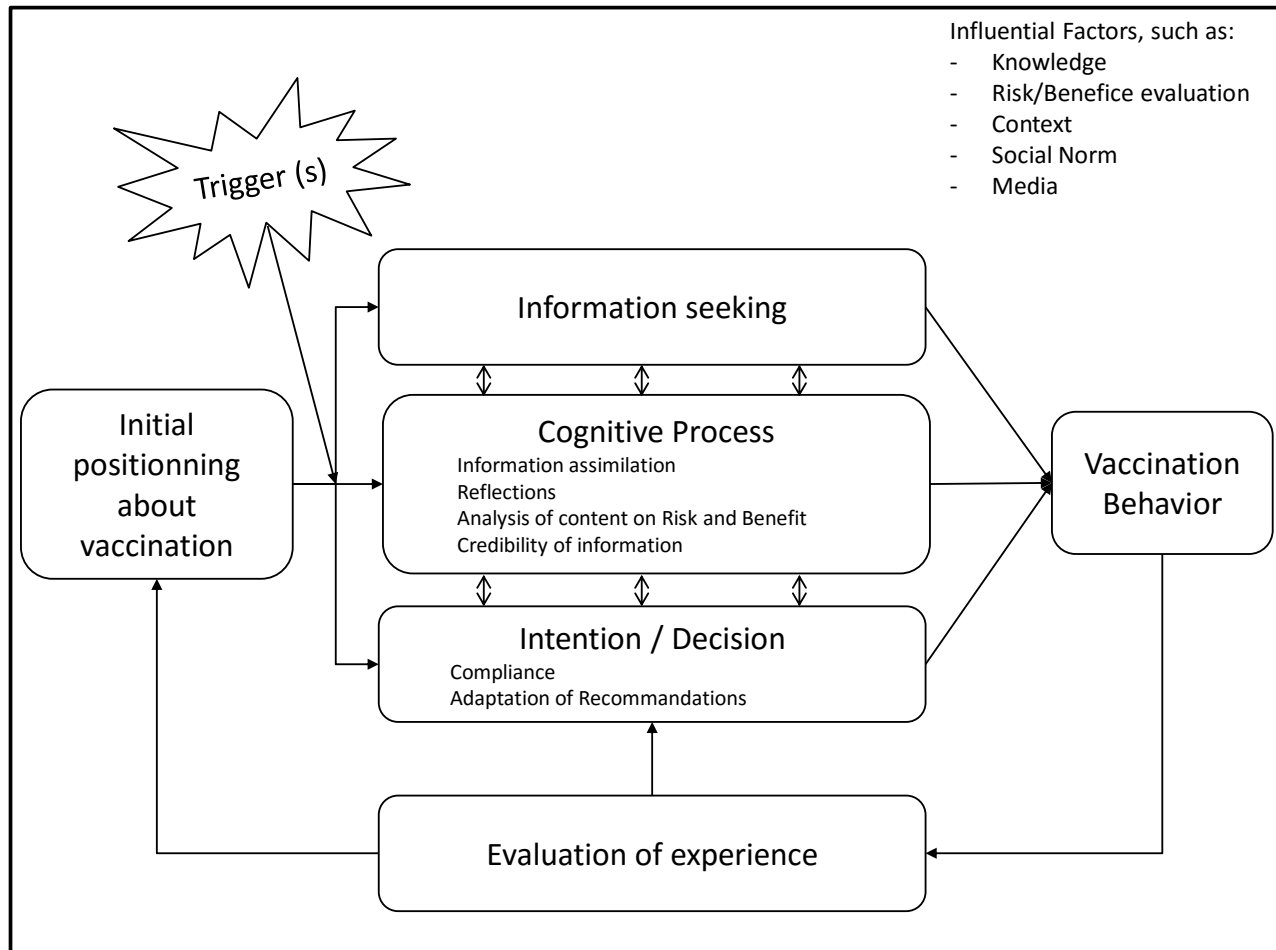 Influential Factors, such as:
- Knowledge
- Risk/Benefice evaluation
- Context
- Social Norm
- Media
Trigger (s)
Information seeking
Initial
positionning
about
vaccination
Cognitive Process
Information assimilation
Reflections
Analysis of content on Risk and Benefit
Credibility of information
Vaccination
Behavior
Intention / Decision
Compliance
Adaptation of Recommandations
Evaluation of experience